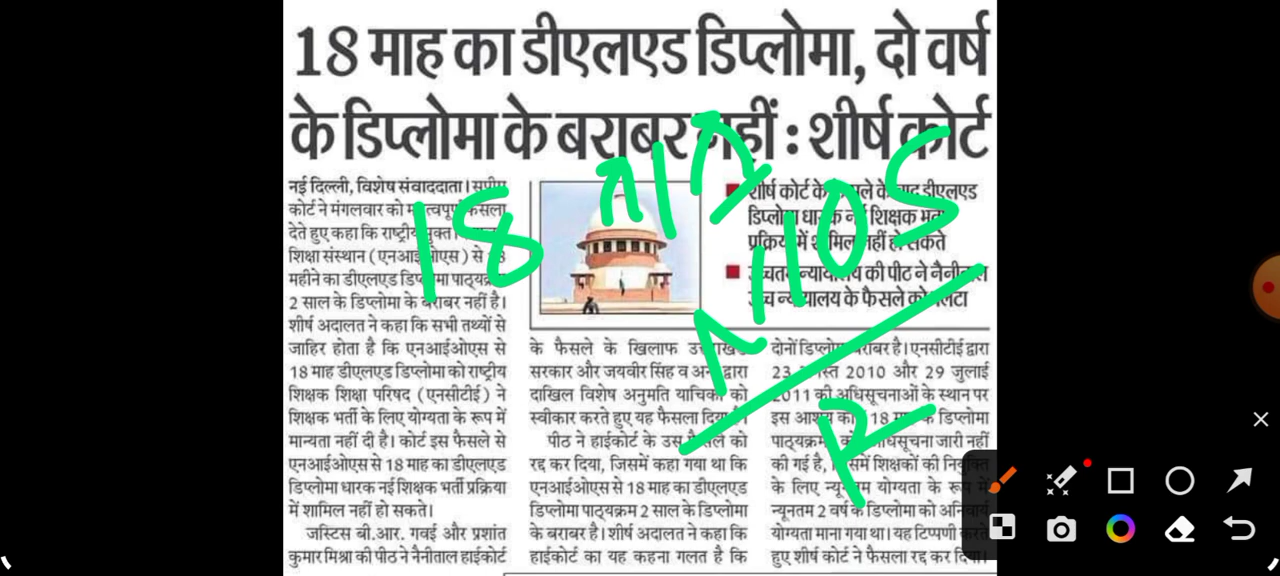 18 माह का डीएलएड डिप्लोमा, दो वर्ष
के डिप्लोमा के बराबर नहीं : शीर्ष कोर्ट
नई दिल्ली, विशेष संवाददाता। सुप्रीम
कोर्ट ने मंगलवार को महत्वपूर्ण फैसला
देते हुए कहा कि राष्ट्रीय मुक्त
शिक्षा संस्थान (एनआईओएस) से 18
महीने का डीएलएड डिप्लोमा पाठ्यक्रम
2 साल के डिप्लोमा के बराबर नहीं है।
शीर्ष अदालत ने कहा कि सभी तथ्यों से
जाहिर होता है कि एनआईओएस से
18 माह डीएलएड डिप्लोमा को राष्ट्रीय
शिक्षक शिक्षा परिषद (एनसीटीई) ने
शिक्षक भर्ती के लिए योग्यता के रूप में
मान्यता नहीं दी है। कोर्ट इस फैसले से
एनआईओएस से 18 माह का डीएलएड
डिप्लोमा धारक नई शिक्षक भर्ती प्रक्रिया
में शामिल नहीं हो सकते।
जस्टिस बी.आर. गवई और प्रशांत
कुमार मिश्रा की पीठ ने नैनीताल हाईकोर्ट
शीर्ष कोर्ट के फैसले के बाद डीएलएड
डिप्लोमा धारक नई शिक्षक भर्ती
प्रक्रिया में शामिल नहीं हो सकते
उच्चतम न्यायालय की पीट ने नैनीताल
उच्च न्यायालय के फैसले को पलटा
के फैसले के खिलाफ उत्तराखंड
सरकार और जयवीर सिंह व अन्य द्वारा
दाखिल विशेष अनुमति याचिका को
स्वीकार करते हुए यह फैसला दिया है।
पीठ ने हाईकोर्ट के उस फैसले को
रद्द कर दिया, जिसमें कहा गया था कि
एनआईओएस से 18 माह का डीएलएड
डिप्लोमा पाठ्यक्रम 2 साल के डिप्लोमा
के बराबर है। शीर्ष अदालत ने कहा कि
हाईकोर्ट का यह कहना गलत है कि
दोनों डिप्लोमा बराबर है। एनसीटीई द्वारा
23 अगस्त 2010 और 29 जुलाई
2011 की अधिसूचनाओं के स्थान पर
इस आशय का 18 माह के डिप्लोमा
पाठ्यक्रम को अधिसूचना जारी नहीं
की गई है, जिसमें शिक्षकों की नियुक्ति
के लिए न्यूनतम योग्यता के रूप में
न्यूनतम 2 वर्ष के डिप्लोमा को अनिवार्य
योग्यता माना गया था। यह टिप्पणी करते
हुए शीर्ष कोर्ट ने फैसला रद्द कर दिया।
18
NIOS
R